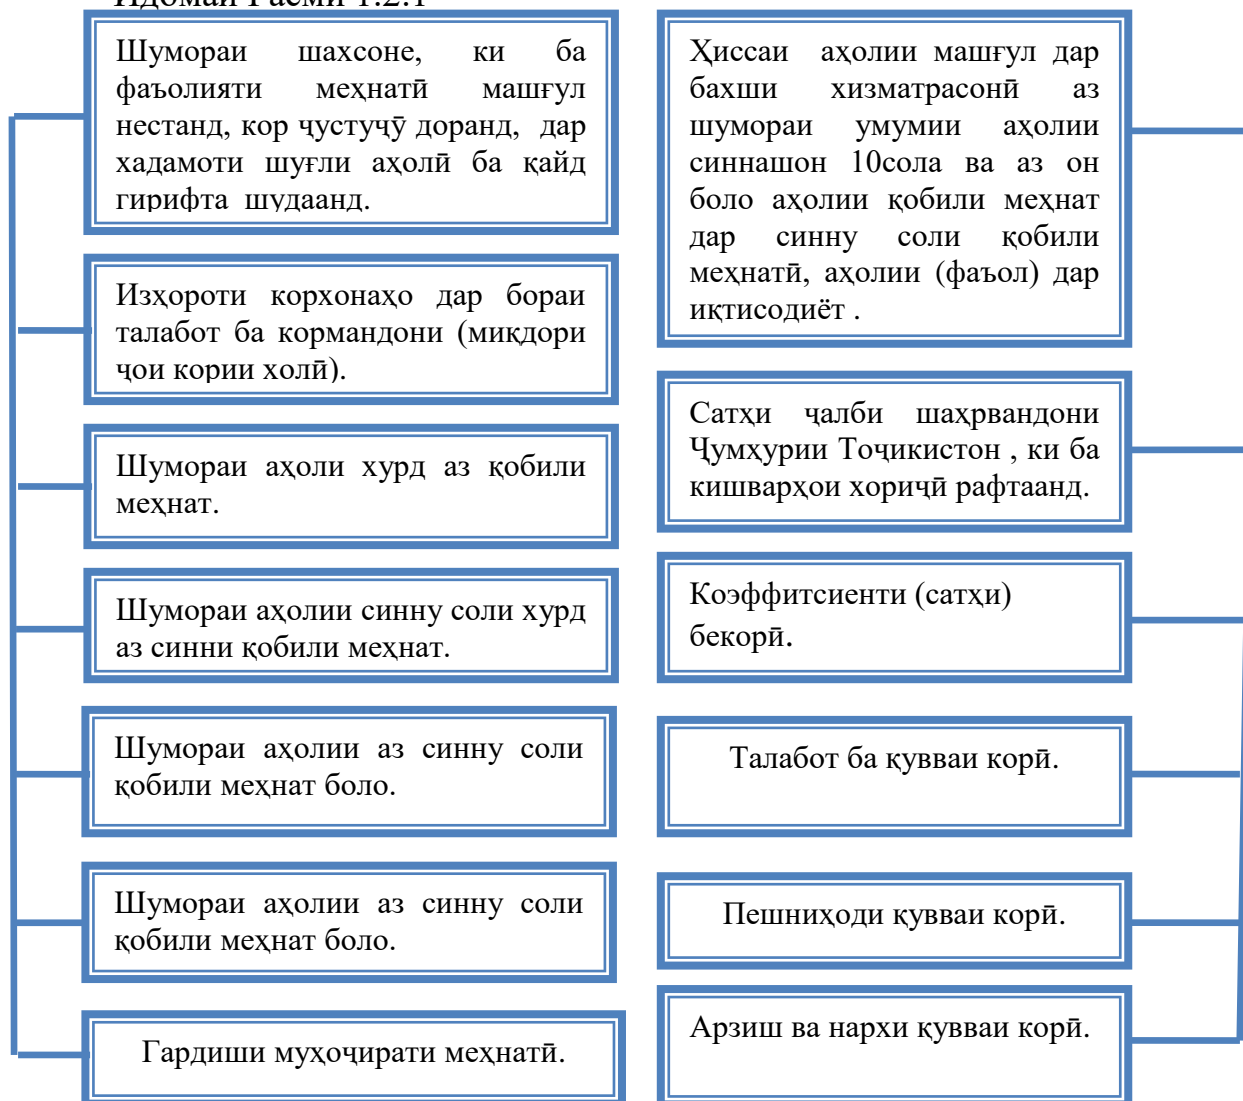 Идомаи Расми 1.2.1
Шумораи шахсоне, ки ба
фаъолияти меҳнатӣ машғул
нестанд, кор ҷустуҷӯ доранд, дар
хадамоти шуғли аҳолӣ ба қайд
гирифта шудаанд.
Изҳороти корхонаҳо дар бораи
талабот ба кормандони (миқдори
ҷои кории холӣ).
Шумораи аҳоли хурд аз қобили
меҳнат.
Шумораи аҳолии синну соли хурд
аз синни қобили меҳнат.
Шумораи аҳолии аз синну соли
қобили меҳнат боло.
Шумораи аҳолии аз синну соли
қобили меҳнат боло.
Гардиши муҳоҷирати меҳнатӣ.
Ҳиссаи аҳолии машғул дар
бахши хизматрасонӣ аз
шумораи умумии аҳолии
синнашон 10сола ва аз он
боло аҳолии қобили меҳнат
дар синну соли қобили
меҳнатӣ, аҳолии (фаъол) дар
иқтисодиёт .
Сатҳи ҷалби шаҳрвандони
Ҷумҳурии Тоҷикистон , ки ба
кишварҳои хориҷӣ рафтаанд.
Коэффитсиенти (сатҳи)
бекорӣ.
Талабот ба қувваи корӣ.
Пешниҳоди қувваи корӣ.
Арзиш ва нархи қувваи корӣ.